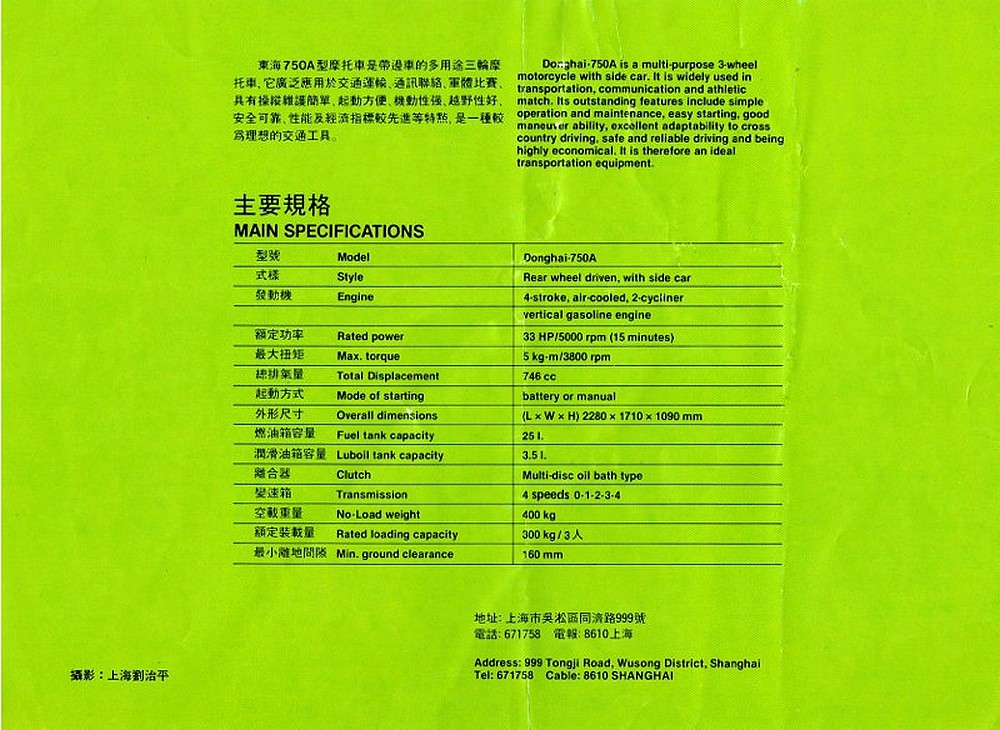 東海750A型摩托車是帶邊車的多用途三輪摩
托車、它廣泛應用於交通運輸、通訊聯絡、軍體比賽、
具有操縱維護簡單、起動方便、機動性强、越野性好、
安全可靠、性能及經濟指標較先進等特點, 是一種較
爲理想的交通工具。
Donghai-750A is a multi-purpose 3-wheel
motorcycle with side car. It is widely used in
transportation, communication and athletic
match. Its outstanding features include simple
operation and maintenance, easy starting, good
maneuver ability, excellent adaptability to cross
country driving, safe and reliable driving and being
highly economical. It is therefore an ideal
transportation equipment.
主要規格
MAIN SPECIFICATIONS
型號 Model Donghai-750A
式樣 Style Rear wheel driven, with side car
發動機 Engine 4-stroke, air-cooled, 2-cycliner
vertical gasoline engine
額定功率 Rated power 33 HP/5000 rpm (15 minutes)
最大扭矩 Max. torque 5 kg-m/3800 rpm
總排氣量 Total Displacement 746 cc
起動方式 Mode of starting battery or manual
外形尺寸 Overall dimensions (L × W × H) 2280 × 1710 × 1090 mm
燃油箱容量 Fuel tank capacity 25 l.
潤滑油箱容量 Luboil tank capacity 3.5 l.
離合器 Clutch Multi-disc oil bath type
變速箱 Transmission 4 speeds 0-1-2-3-4
空載重量 No-Load weight 400 kg
額定裝載量 Rated loading capacity 300 kg / 3 人
最小離地間隙 Min. ground clearance 160 mm
地址: 上海市吳淞區同濟路999號
電話: 671758 電報: 8610上海
Address: 999 Tongji Road, Wusong District, Shanghai
Tel: 671758 Cable: 8610 SHANGHAI
攝影：上海劉治平